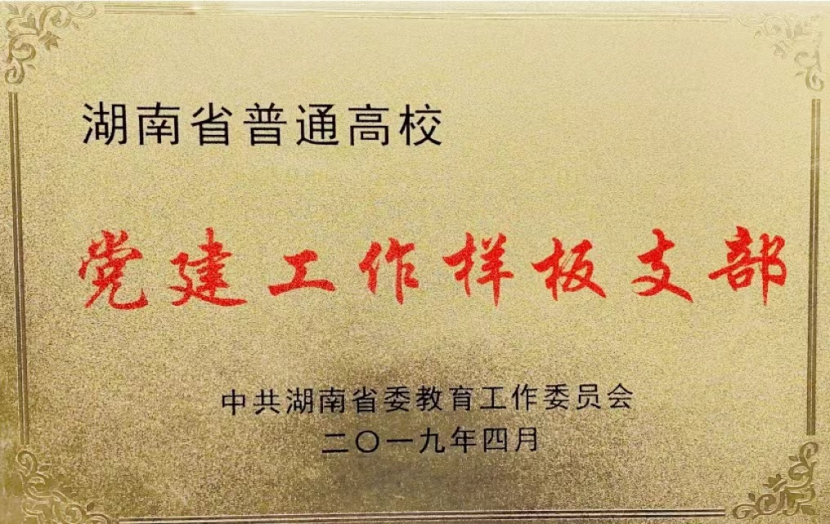 湖南省普通高校
党建工作样板支部
中共湖南省委教育工作委员会
二〇一九年四月